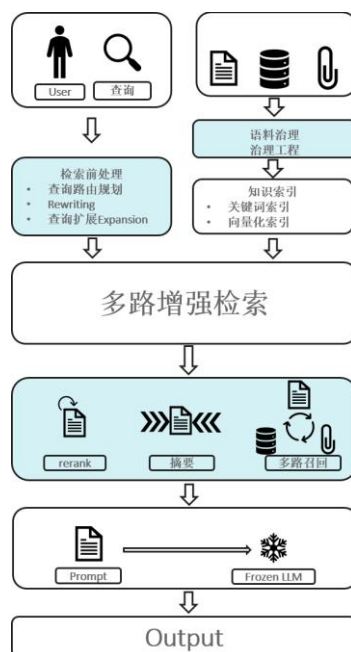 User
查询
检索前处理
• 查询路由规划
• Rewriting
• 查询扩展Expansion
语料治理
治理工程
知识索引
• 关键词索引
• 向量化索引
多路增强检索
rerank
摘要
多路召回
Prompt
Frozen LLM
Output